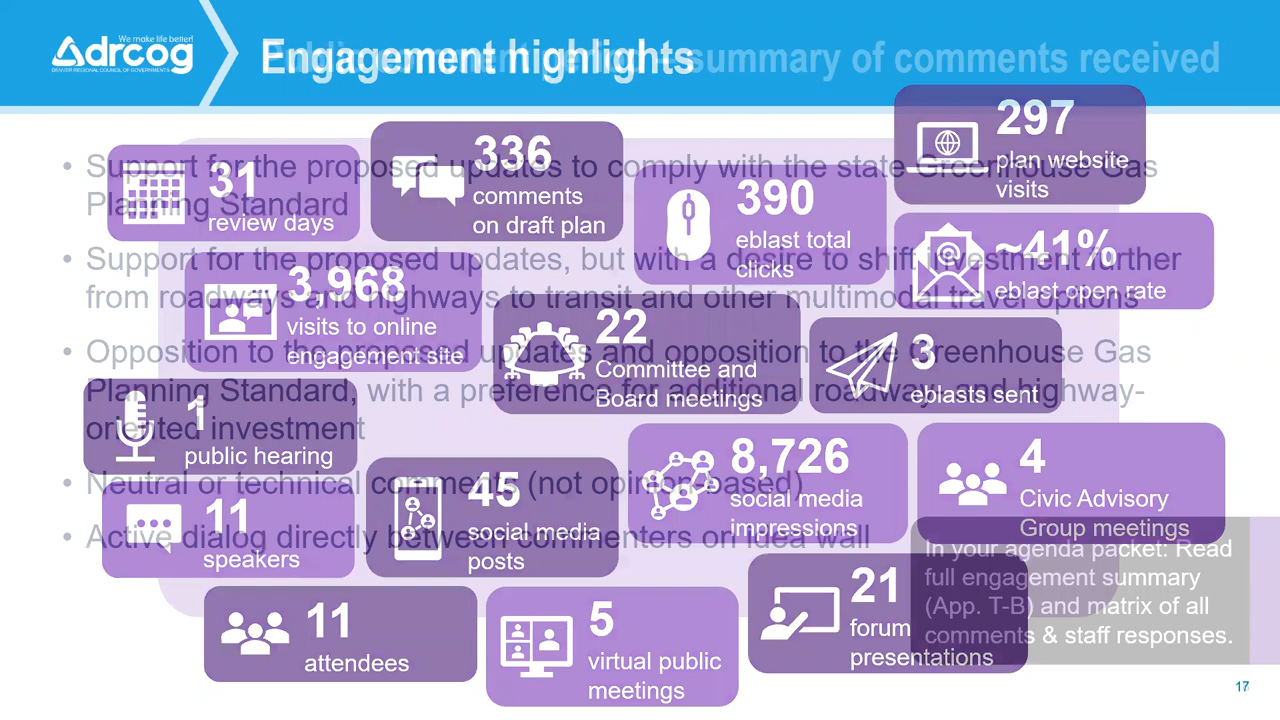 We make life better!
drcog
DENVER REGIONAL COUNCIL OF GOVERNMENTS
Engagement highlights
summary of comments received
297
plan website
visits
336
comments
on draft plan
31
review days
390
eblast total
clicks
~41%
eblast open rate
3,968
visits to online
engagement site
22
Committee and
Board meetings
3
eblasts sent
1
public hearing
8,726
social media
impressions
4
Civic Advisory
Group meetings
45
social media
posts
11
speakers
21
forum
presentations
11
attendees
5
virtual public
meetings
• Support for the proposed updates to comply with the state Greenhouse Gas
Planning Standard
• Support for the proposed updates, but with a desire to shift investment further
from roadways and highways to transit and other multimodal travel options
• Opposition to the proposed updates and opposition to the Greenhouse Gas
Planning Standard, with a preference for additional roadway and highway-
oriented investment
• Neutral or technical comments (not opinion-based)
• Active dialog directly between commenters on idea wall
In your agenda packet: Read
full engagement summary
(App. T-B) and matrix of all
comments & staff responses.
17